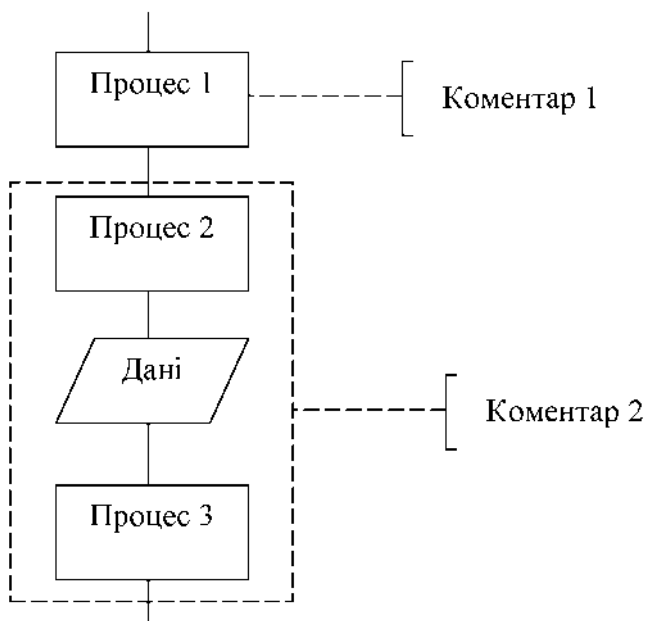 Процес 1
Коментар 1
Процес 2
Дані
Коментар 2
Процес 3